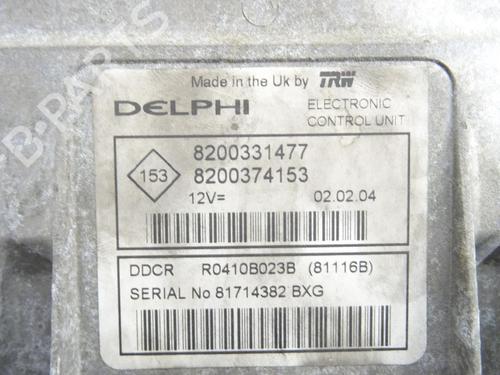 Made in the Uk by TRW
DELPHI ELECTRONIC
CONTROL UNIT
8200331477
153 8200374153
12V= 02.02.04
DDCR R0410B023B (81116B)
SERIAL No 81714382 BXG
B-PARTS